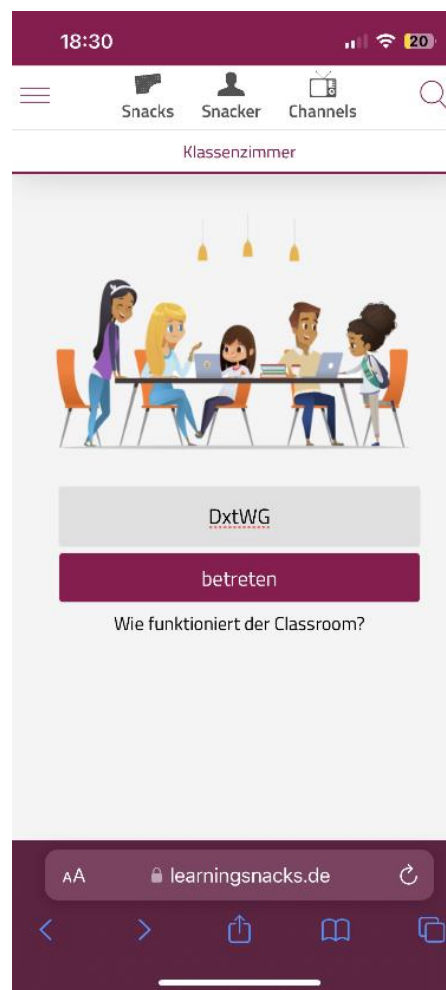 18:30
20
Snacks
Snacker
Channels
Klassenzimmer
DxtWG
betreten
Wie funktioniert der Classroom?
AA
learningsnacks.de